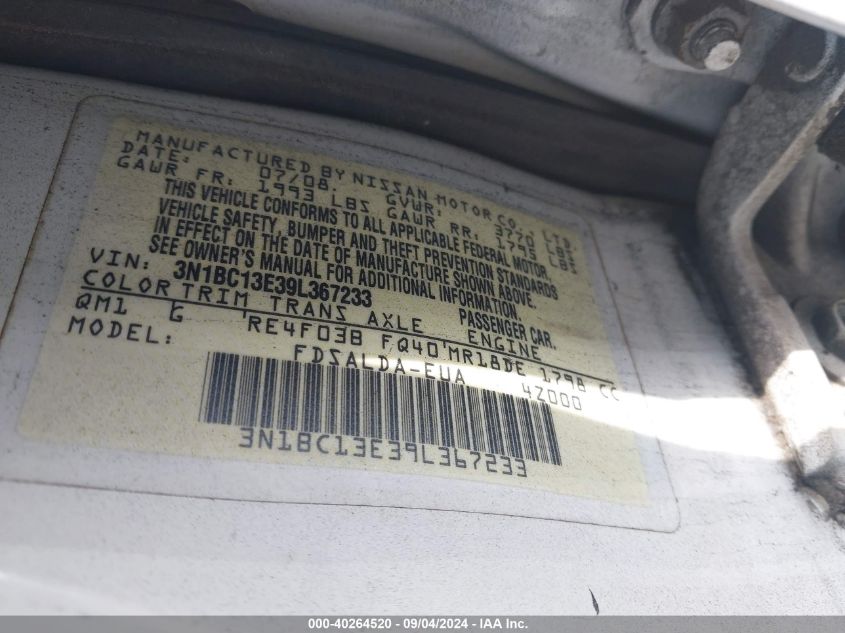 MANUFACTURED BY NISSAN MOTOR CO., LTD.
DATE: 07/08. GVWR: 3770 LBS
GAWR FR: 1993 LBS GAWR RR: 1795 LBS
THIS VEHICLE CONFORMS TO ALL APPLICABLE FEDERAL MOTOR
VEHICLE SAFETY, BUMPER AND THEFT PREVENTION STANDARDS
IN EFFECT ON THE DATE OF MANUFACTURE SHOWN ABOVE.
SEE OWNER'S MANUAL FOR ADDITIONAL INFORMATION.
VIN: 3N1BC13E39L367233 PASSENGER CAR.
COLOR TRIM TRANS AXLE ENGINE
QM1 G RE4F03B FQ40 MR18DE 1798 CC
MODEL: FDSALDA-EUA 4Z000
3N1BC13E39L367233
000-40264520 - 09/04/2024 - IAA Inc.